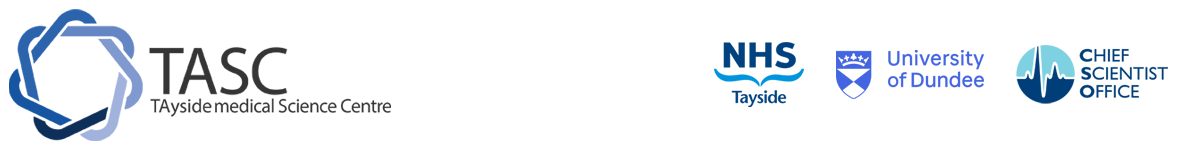 TASC
TAyside medical Science Centre
NHS
Tayside
University
of Dundee
CHIEF
SCIENTIST
OFFICE